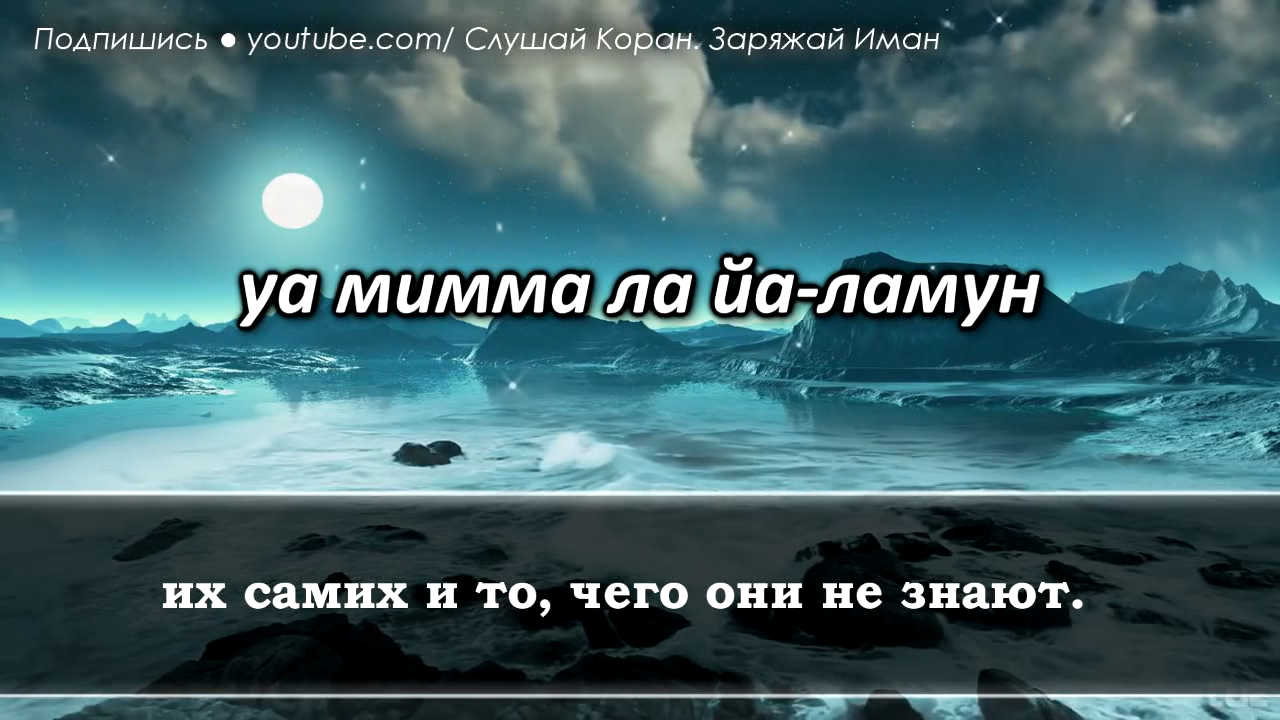 Подпишись ● youtube.com/ Слушай Коран. Заряжай Иман
уа мимма ла йа-ламун
их самих и то, чего они не знают.